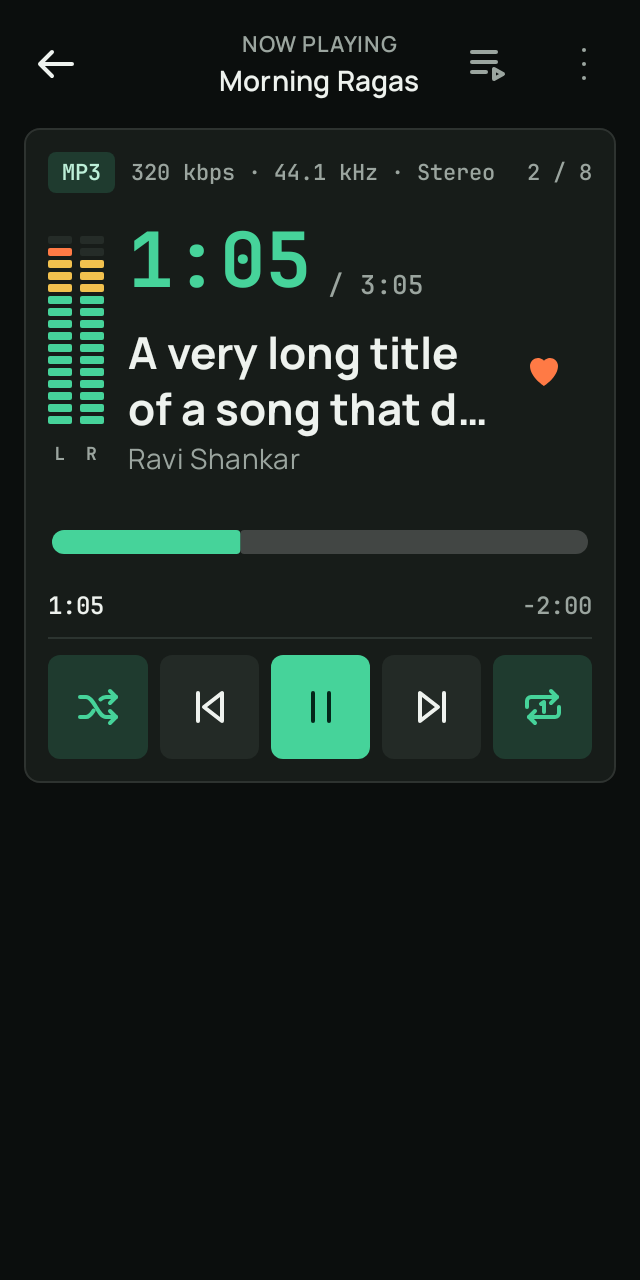 NOW PLAYING
Morning Ragas
MP3 320 kbps · 44.1 kHz · Stereo 2 / 8
1:05 / 3:05
A very long title
of a song that d…
Ravi Shankar
L R
1:05 -2:00
1